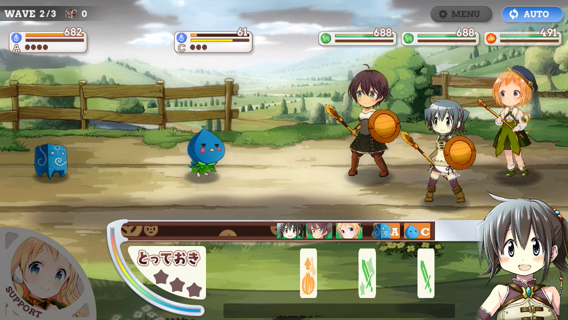 WAVE 2/3 0
MENU
AUTO
682
A
61
C
688
688
491
A C
とっておき
SUPPORT